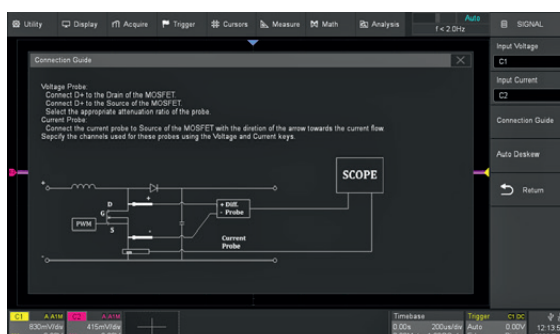 Utility Display Acquire Trigger Cursors Measure Math Analysis Auto
f < 2.0Hz
SIGNAL
Input Voltage
C1
Input Current
C2
Connection Guide
Auto Deskew
Return
Connection Guide
Voltage Probe:
Connect D+ to the Drain of the MOSFET.
Connect D+ to the Source of the MOSFET.
Select the appropriate attenuation ratio of the probe.
Current Probe:
Connect the current probe to Source of the MOSFET with the diretion of the arrow towards the current flow
Sepcify the channels used for these probes using the Voltage and Current keys.
SCOPE
+ +
D
G
S
PWM
+ Diff.
- Probe
-
Current
Probe
-
C1 C2 Timebase Trigger C1 DC
830mV/div 415mV/div 0.00s 200us/div Auto 0.00V